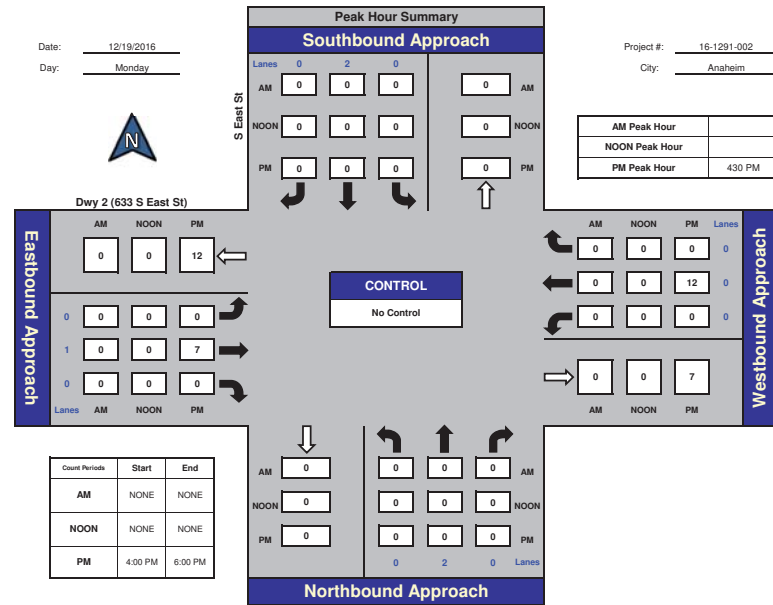 Peak Hour Summary
Southbound Approach
Date: 12/19/2016
Day: Monday
Project #: 16-1291-002
City: Anaheim
N
S East St
Lanes 0 2 0
AM 0 0 0 0 AM
NOON 0 0 0 0 NOON
PM 0 0 0 0 PM
AM Peak Hour
NOON Peak Hour
PM Peak Hour 430 PM
Dwy 2 (633 S East St)
Eastbound Approach
AM NOON PM
0 0 12
0 0 0 0
1 0 0 7
0 0 0 0
Lanes AM NOON PM
CONTROL
No Control
AM NOON PM Lanes
0 0 0 0
0 0 12 0
0 0 0 0
0 0 7
AM NOON PM
Westbound Approach
Count Periods Start End
AM NONE NONE
NOON NONE NONE
PM 4:00 PM 6:00 PM
AM 0 0 0 0 AM
NOON 0 0 0 0 NOON
PM 0 0 0 0 PM
0 2 0 Lanes
Northbound Approach